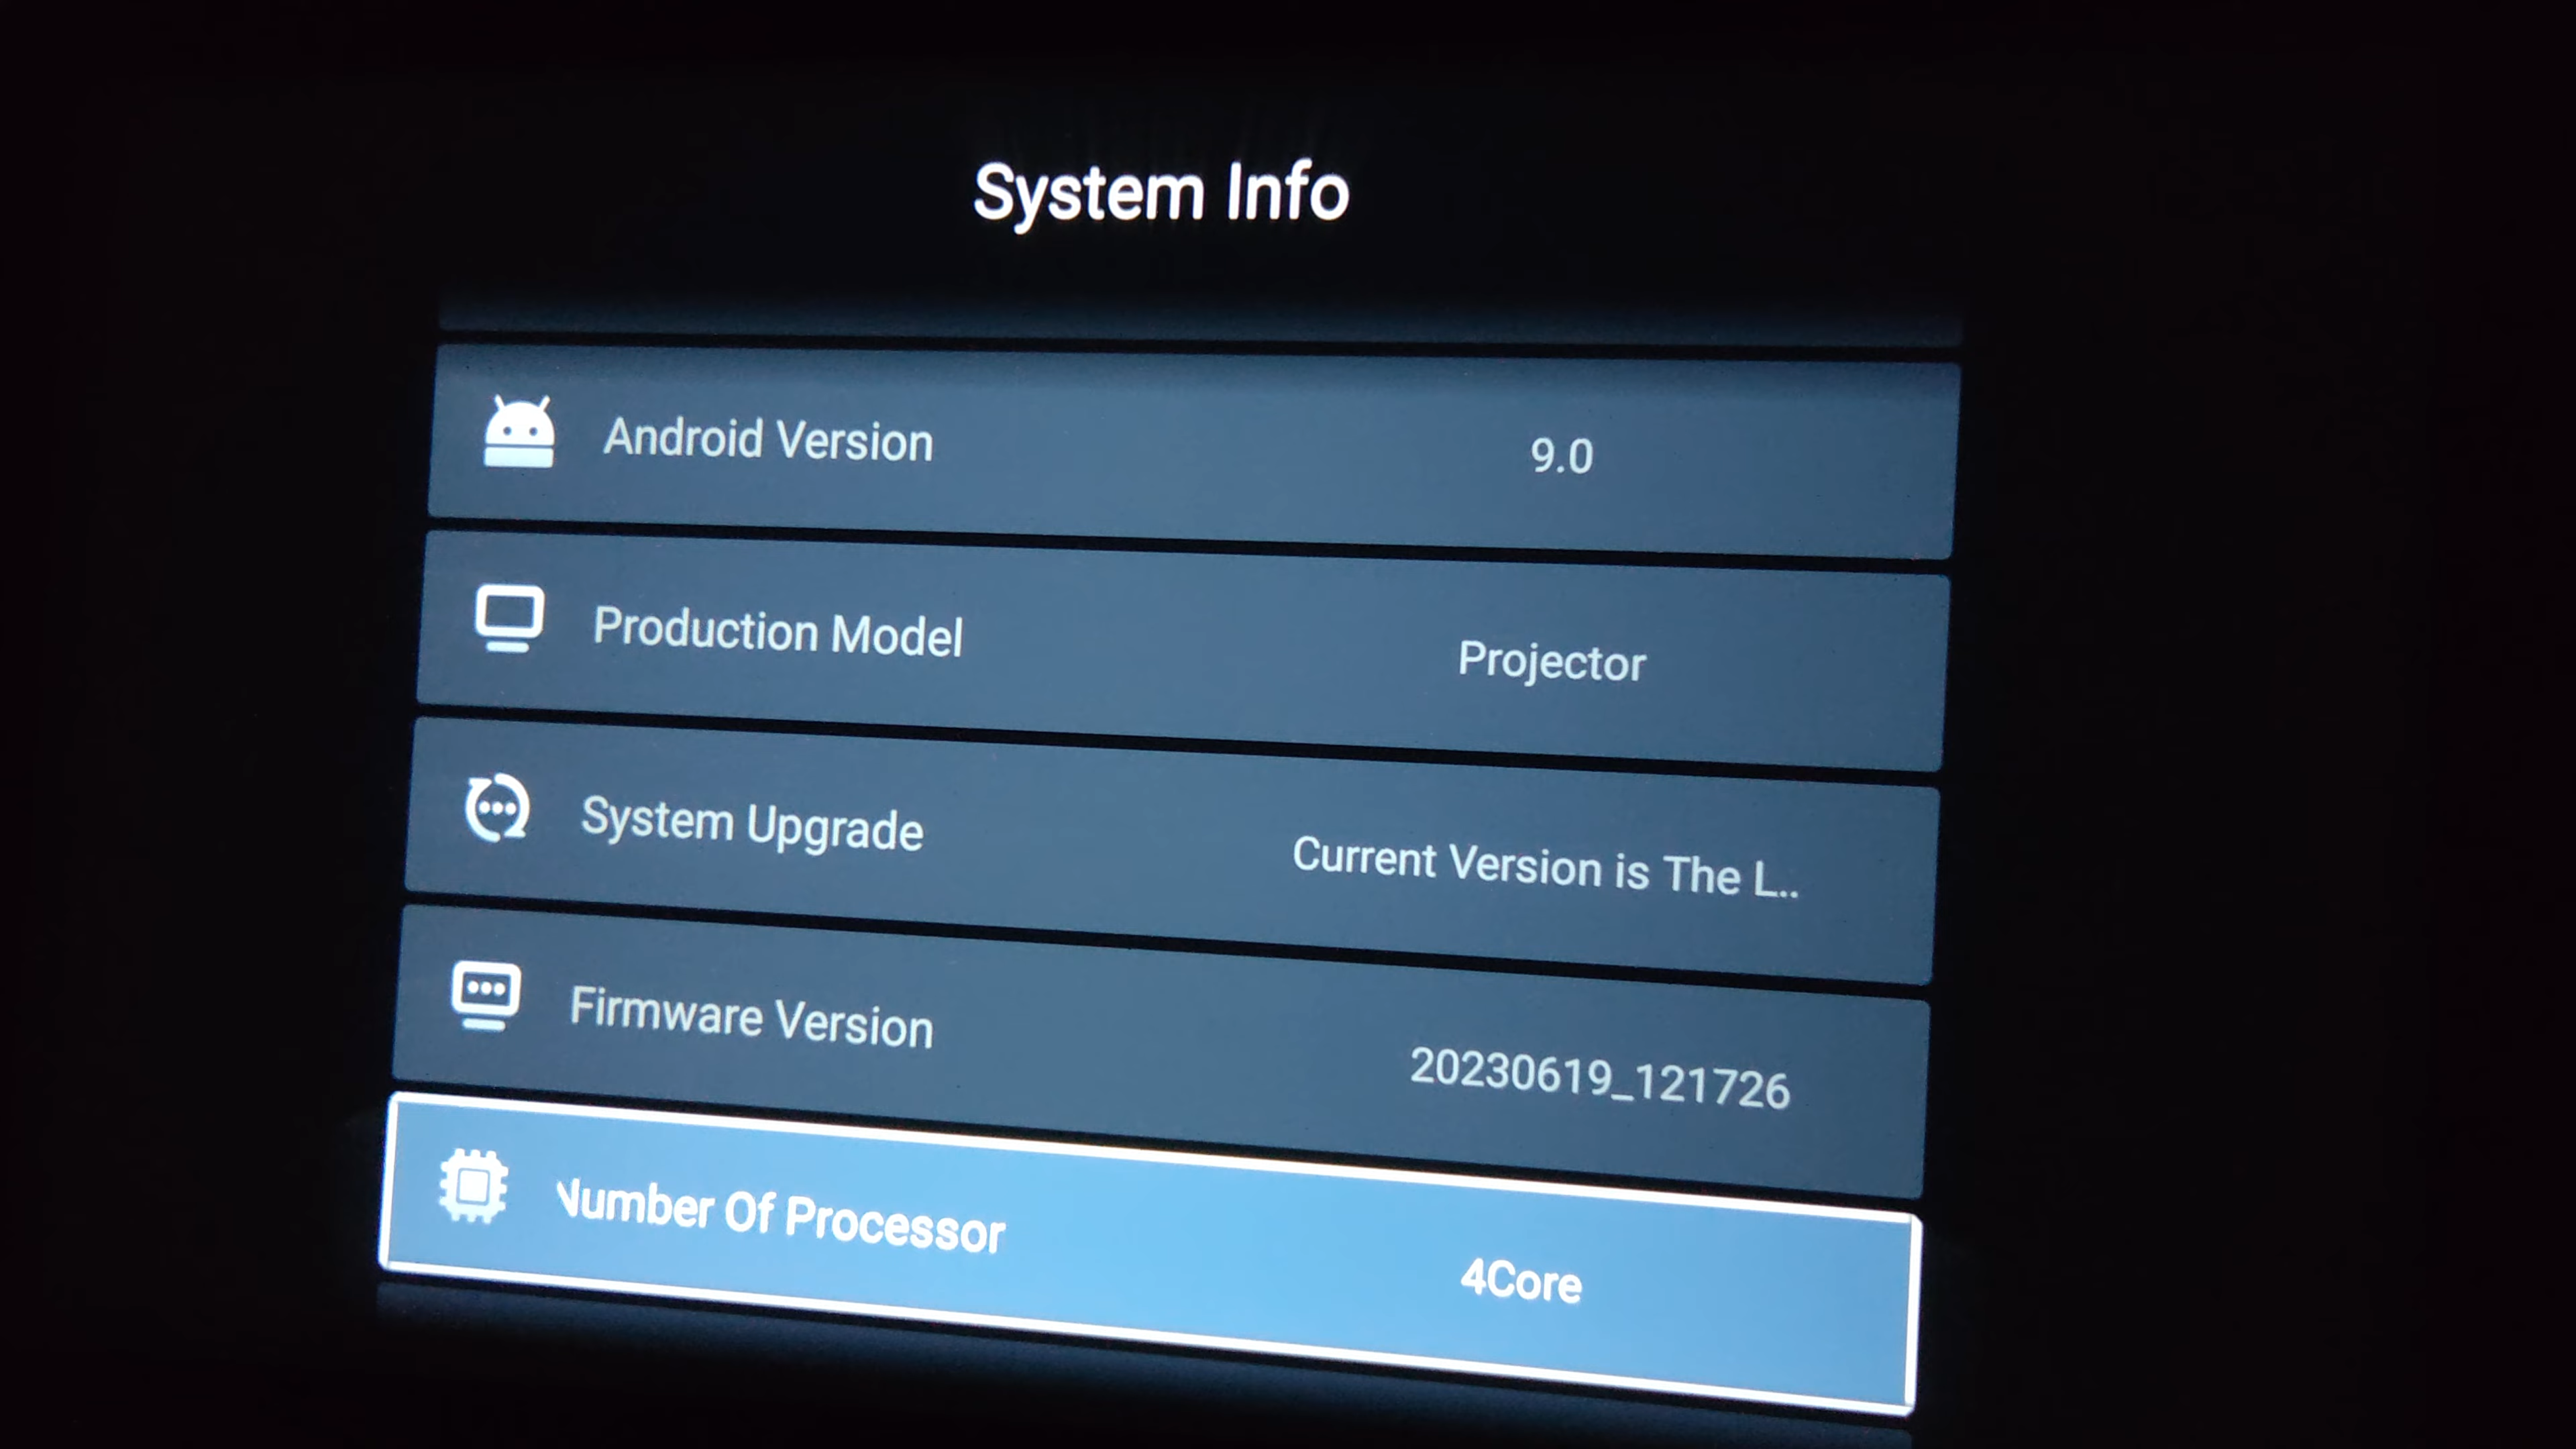 System Info
Android Version 9.0
Production Model Projector
System Upgrade Current Version is The L..
Firmware Version 20230619_121726
Number Of Processor 4Core